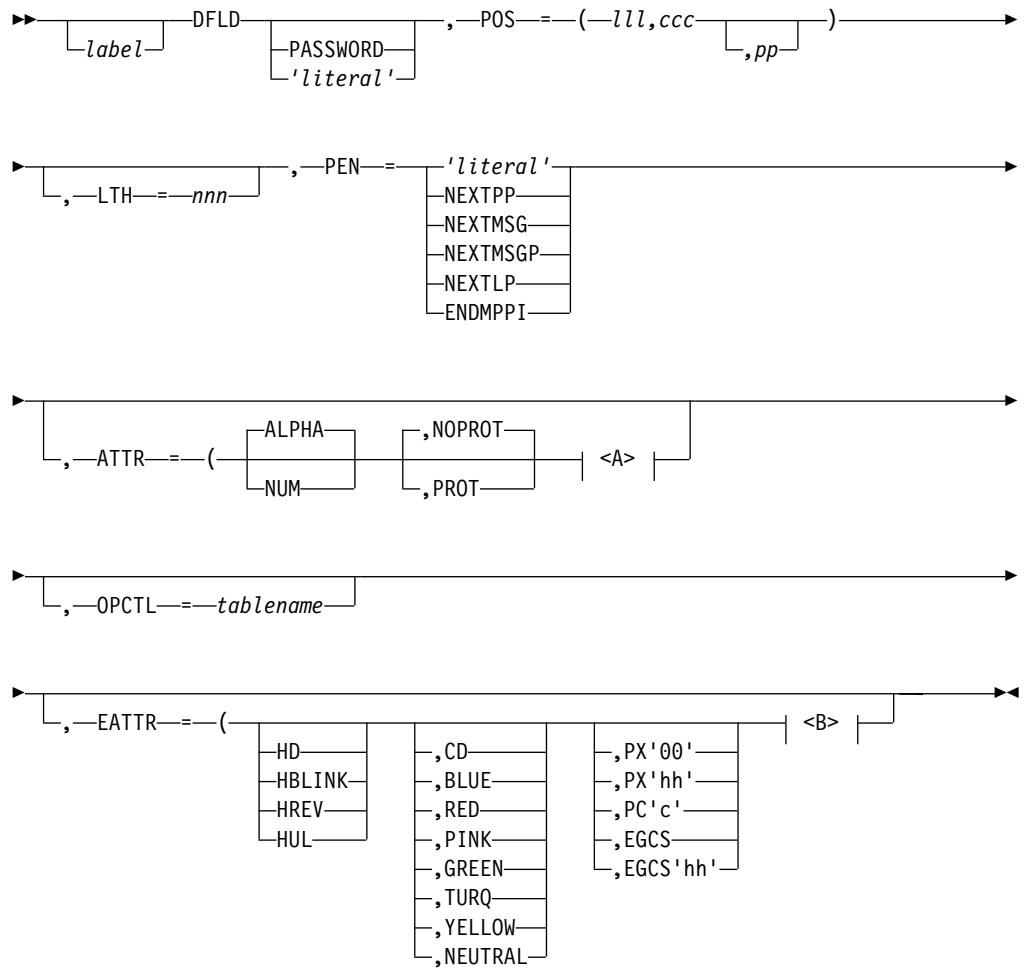 DFLD , POS = ( lll,ccc )
label PASSWORD ,pp
'literal'
, PEN = 'literal'
, LTH = nnn NEXTPP
NEXTMSG
NEXTMSGP
NEXTLP
ENDMPPI
ALPHA ,NOPROT
, ATTR = ( <A>
NUM ,PROT
, OPCTL = tablename
, EATTR = ( <B>
HD ,CD ,PX'00'
HBLINK ,BLUE ,PX'hh'
HREV ,RED ,PC'c'
HUL ,PINK ,EGCS
,GREEN ,EGCS'hh'
,TURQ
,YELLOW
,NEUTRAL